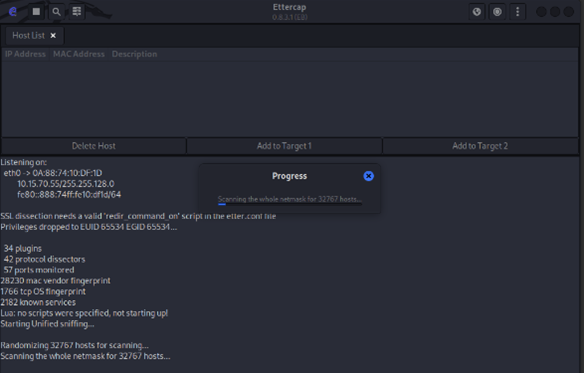 Ettercap
0.8.3.1 (EB)
Host List
IP Address MAC Address Description
Delete Host
Add to Target 1
Add to Target 2
Progress
Scanning the whole netmask for 32767 hosts...
Listening on:
eth0 -> 0A:88:74:10:DF:1D
10.15.70.55/255.255.128.0
fe80::888:74ff:fe10:df1d/64
SSL dissection needs a valid 'redir_command_on' script in the etter.conf file
Privileges dropped to EUID 65534 EGID 65534...
34 plugins
42 protocol dissectors
57 ports monitored
28230 mac vendor fingerprint
1766 tcp OS fingerprint
2182 known services
Lua: no scripts were specified, not starting up!
Starting Unified sniffing...
Randomizing 32767 hosts for scanning...
Scanning the whole netmask for 32767 hosts...